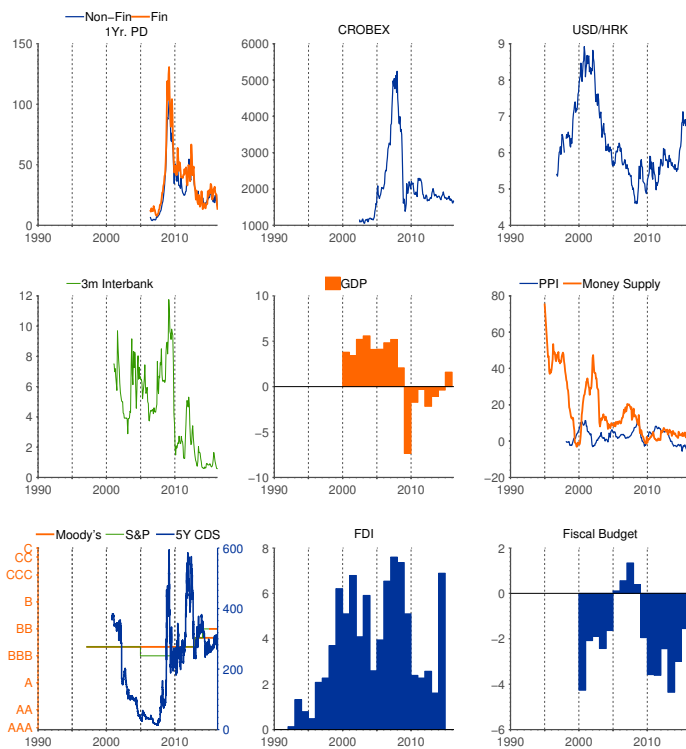 Non-Fin Fin
1Yr. PD
150
100
50
0
1990 2000 2010
CROBEX
6000
5000
4000
3000
2000
1000
1990 2000 2010
USD/HRK
9
8
7
6
5
4
1990 2000 2010
3m Interbank
12
10
8
6
4
2
0
1990 2000 2010
GDP
10
5
0
−5
−10
1990 2000 2010
PPI Money Supply
80
60
40
20
0
−20
1990 2000 2010
Moody's S&P 5Y CDS
C
CC
CCC
B
BB
BBB
A
AA
AAA
600
400
200
0
1990 2000 2010
FDI
8
6
4
2
0
1990 2000 2010
Fiscal Budget
2
0
−2
−4
−6
1990 2000 2010